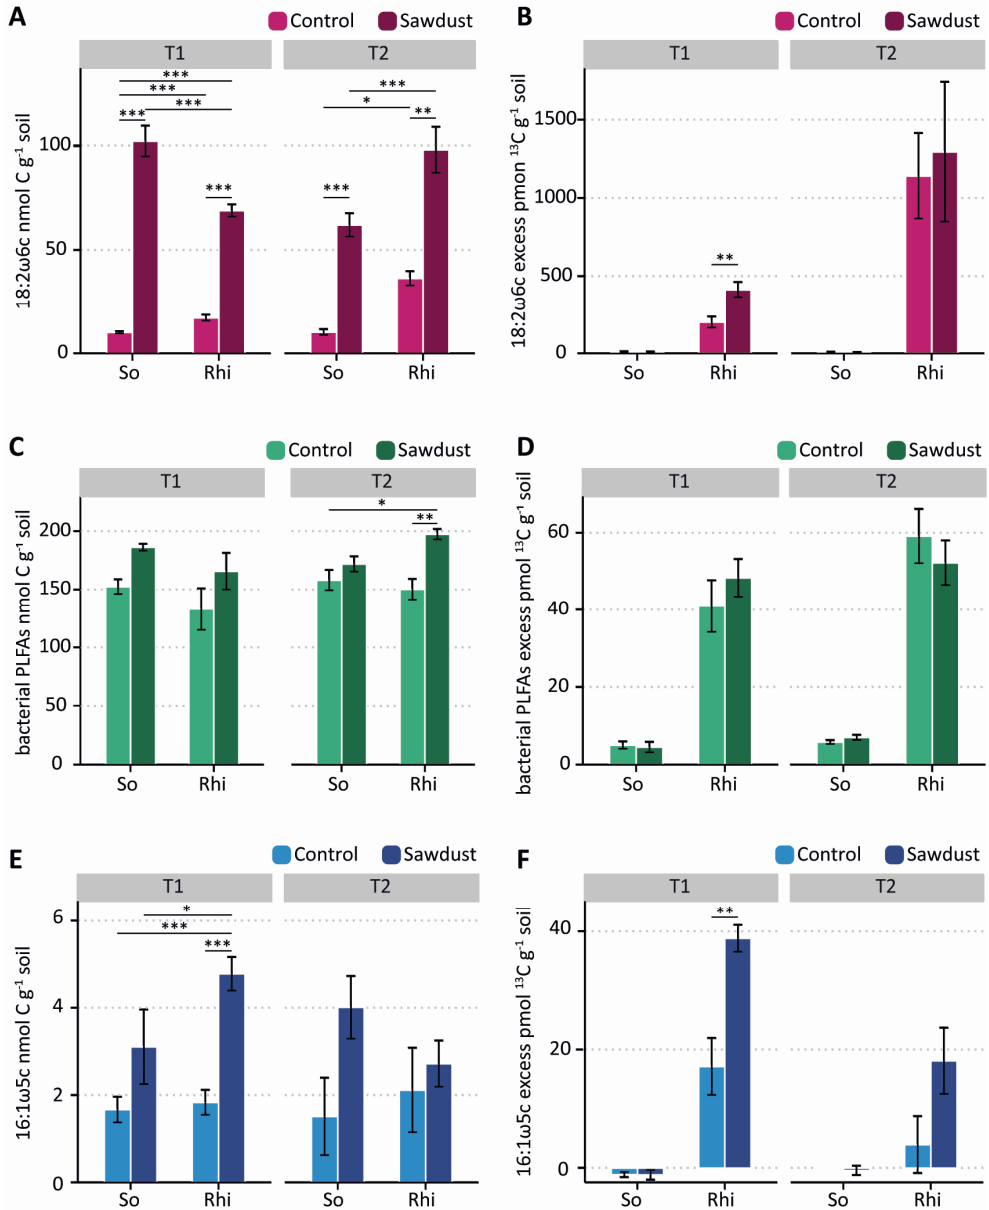 A
Control Sawdust
T1 T2
18:2ω6c nmol C g⁻¹ soil
100
50
0
***
***
***
***
***
***
*
**
***
So Rhi So Rhi
B
Control Sawdust
T1 T2
18:2ω6c excess pmon ¹³C g⁻¹ soil
1500
1000
500
0
**
So Rhi So Rhi
C
Control Sawdust
T1 T2
bacterial PLFAs nmol C g⁻¹ soil
200
150
100
50
0
*
**
So Rhi So Rhi
D
Control Sawdust
T1 T2
bacterial PLFAs excess pmol ¹³C g⁻¹ soil
60
40
20
0
So Rhi So Rhi
E
Control Sawdust
T1 T2
16:1ω5c nmol C g⁻¹ soil
6
4
2
0
*
***
***
So Rhi So Rhi
F
Control Sawdust
T1 T2
16:1ω5c excess pmol ¹³C g⁻¹ soil
40
20
0
**
So Rhi So Rhi